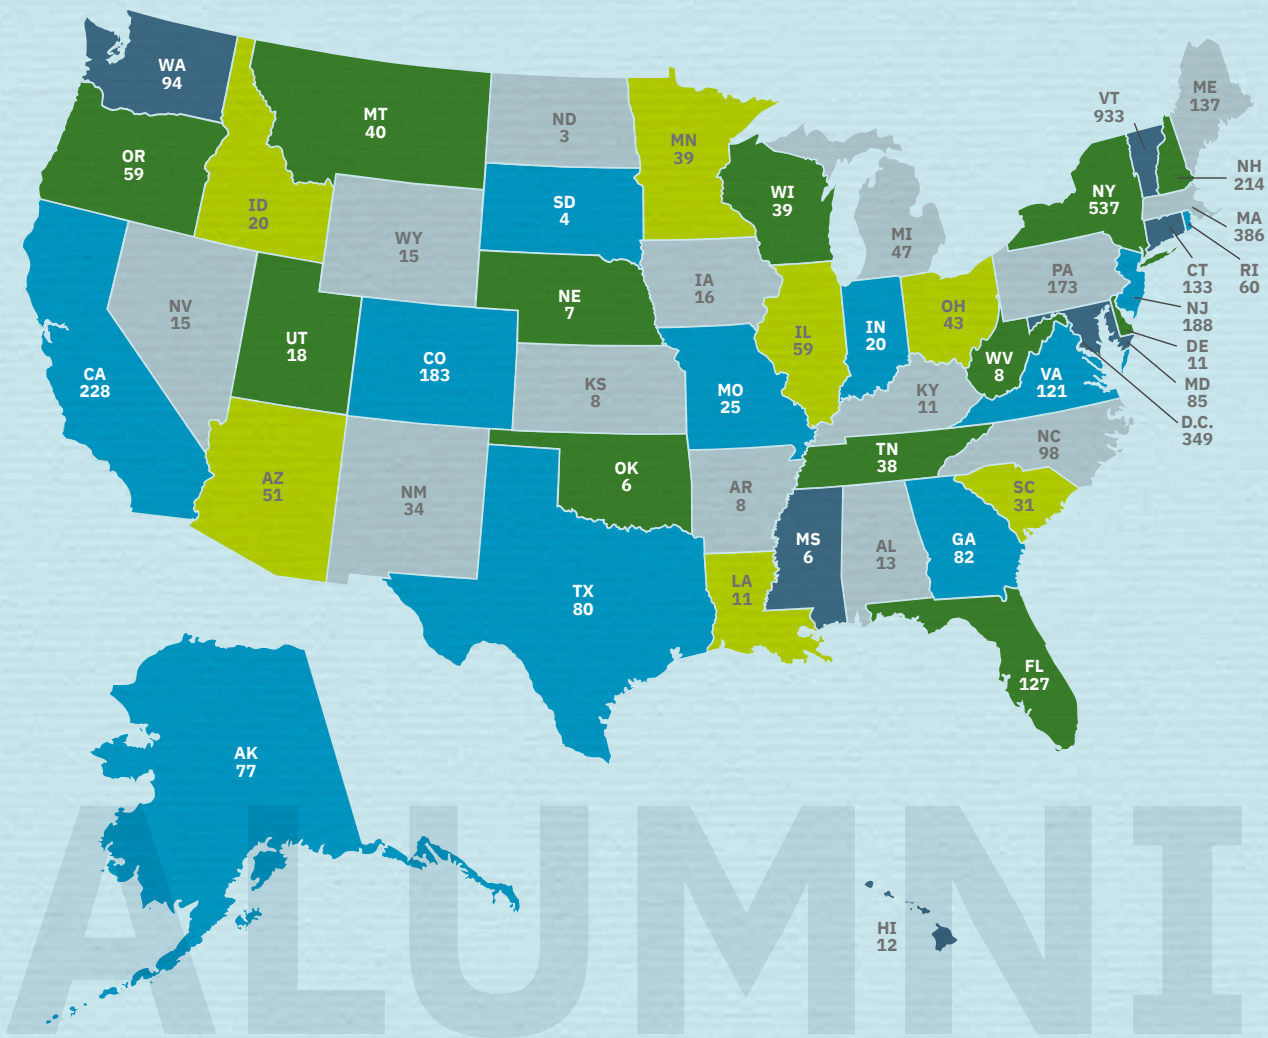 WA
94
MT
40
ND
3
MN
39
VT
933
ME
137
OR
59
ID
20
SD
4
WI
39
NY
537
NH
214
WY
15
MI
47
MA
386
NV
15
IA
16
PA
173
CT
133
RI
60
UT
18
NE
7
IL
59
IN
20
OH
43
NJ
188
CA
228
CO
183
KS
8
MO
25
KY
11
WV
8
VA
121
DE
11
MD
85
D.C.
349
AZ
51
NM
34
OK
6
AR
8
TN
38
NC
98
SC
31
MS
6
AL
13
GA
82
TX
80
LA
11
FL
127
AK
77
HI
12
ALUMNI